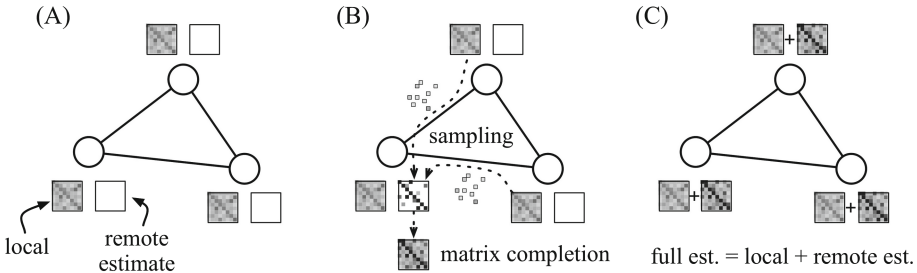 (A)
local
remote
estimate
(B)
sampling
matrix completion
(C)
+
+
+
full est. = local + remote est.